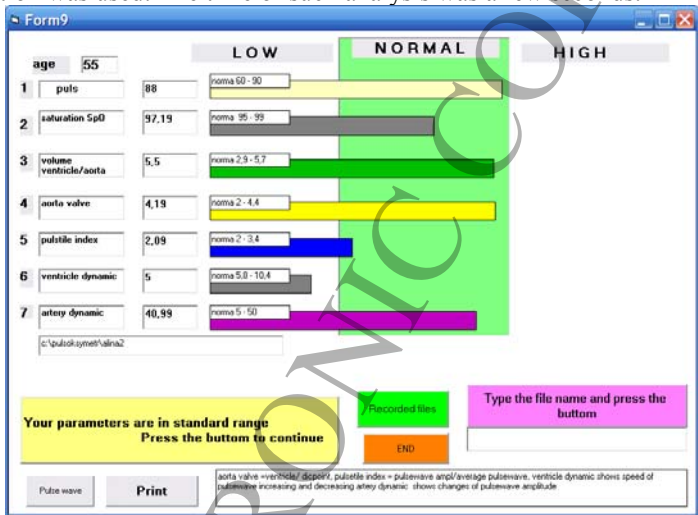 Form9
LOW NORMAL HIGH
age 55
1 puls 88 norma 60 - 90
2 saturation SpO 97,19 norma 95 - 99
3 volume ventricle/aorta 5,5 norma 2,9 - 5,7
4 aorta valve 4,19 norma 2 - 4,4
5 pulstile index 2,09 norma 2 - 3,4
6 ventricle dynamic 5 norma 5,0 - 10,4
7 artery dynamic 40,99 norma 5 - 50
c:\pulsoksymetr\alina2
Your parameters are in standard range
Press the buttom to continue
Recorded files
END
Type the file name and press the
buttom
Pulse wave
Print
aorta valve =ventricle/ dicpoint, pulsetile index = pulsewave ampl/average pulsewave, ventricle dynamic shows speed of
pulsewave increasing and decreasing artery dynamic shows changes of pulsewave amplitude